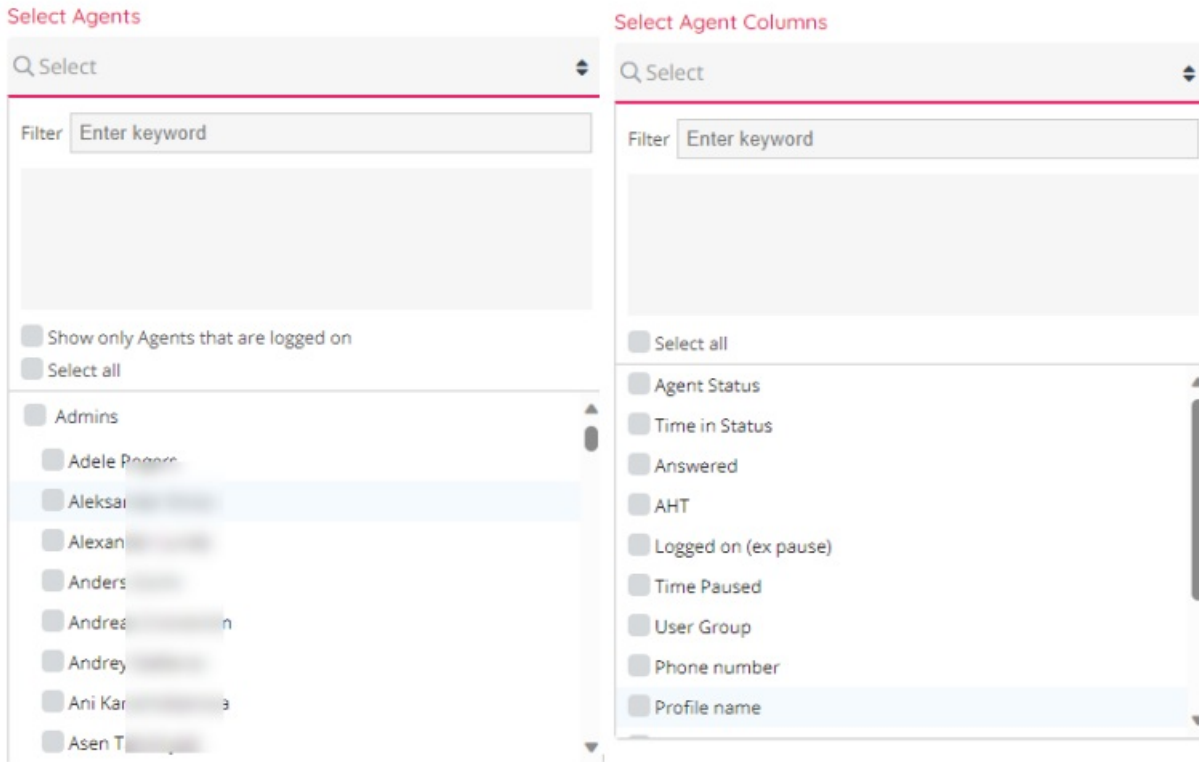 Select Agents
Select
Filter Enter keyword
Show only Agents that are logged on
Select all
Admins
Adele
Anders
Andrey
Ani
Asen
Select Agent Columns
Select
Filter Enter keyword
Select all
Agent Status
Time in Status
Answered
AHT
Logged on (ex pause)
Time Paused
User Group
Phone number
Profile name